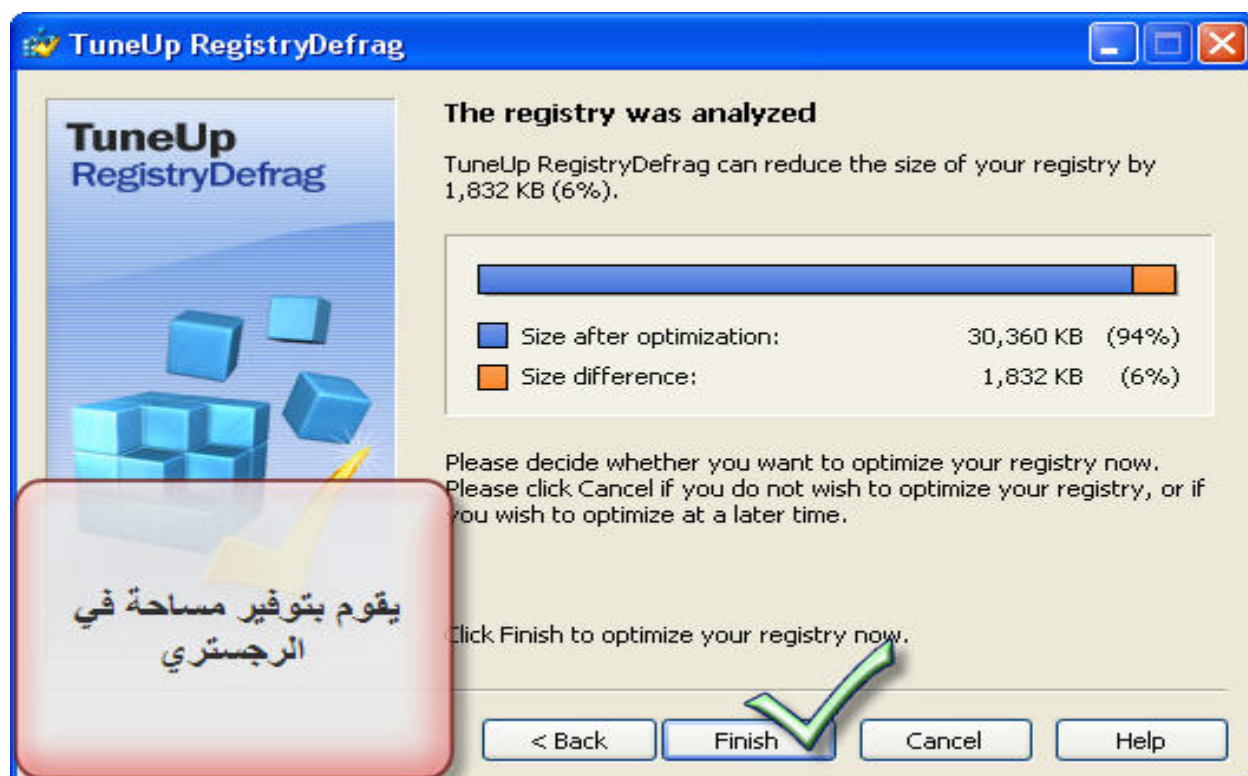 TuneUp RegistryDefrag
TuneUp
RegistryDefrag
The registry was analyzed
TuneUp RegistryDefrag can reduce the size of your registry by
1,832 KB (6%).
Size after optimization: 30,360 KB (94%)
Size difference: 1,832 KB (6%)
Please decide whether you want to optimize your registry now.
Please click Cancel if you do not wish to optimize your registry, or if
you wish to optimize at a later time.
يقوم بتوفير مساحة في
الرجستري
Click Finish to optimize your registry now.
< Back Finish Cancel Help